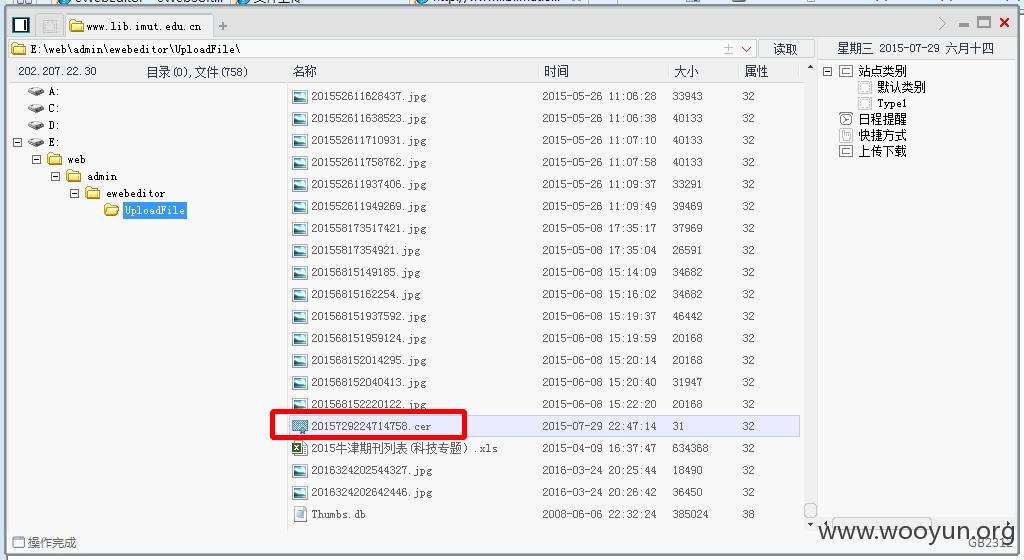 www.lib.imut.edu.cn
E:\web\admin\ewebeditor\UploadFile\
读取
星期三 2015-07-29 六月十四
202.207.22.30 目录(0),文件(758)
名称 时间 大小 属性
A:
C:
D:
E:
web
admin
ewebeditor
UploadFile
201552611628437.jpg 2015-05-26 11:06:28 33943 32
201552611638523.jpg 2015-05-26 11:06:38 40133 32
201552611710931.jpg 2015-05-26 11:07:10 40133 32
201552611758762.jpg 2015-05-26 11:07:58 40133 32
201552611937406.jpg 2015-05-26 11:09:37 33291 32
201552611949269.jpg 2015-05-26 11:09:49 39469 32
201558173517421.jpg 2015-05-08 17:35:17 37969 32
20155817354921.jpg 2015-05-08 17:35:04 26591 32
20156815149185.jpg 2015-06-08 15:14:09 34682 32
20156815162254.jpg 2015-06-08 15:16:02 34682 32
201568151937592.jpg 2015-06-08 15:19:37 46442 32
201568151959124.jpg 2015-06-08 15:19:59 20168 32
201568152014295.jpg 2015-06-08 15:20:14 20168 32
201568152040413.jpg 2015-06-08 15:20:40 31947 32
201568152220122.jpg 2015-06-08 15:22:20 20168 32
2015729224714758.cer 2015-07-29 22:47:14 31 32
2015牛津期刊列表(科技专题).xls 2015-04-09 16:37:47 634368 32
2016324202544327.jpg 2016-03-24 20:25:44 18490 32
2016324202642446.jpg 2016-03-24 20:26:42 36450 32
Thumbs.db 2008-06-06 22:32:24 385024 38
站点类别
默认类别
Type1
日程提醒
快捷方式
上传下载
操作完成
GB2312
www.wooyun.org